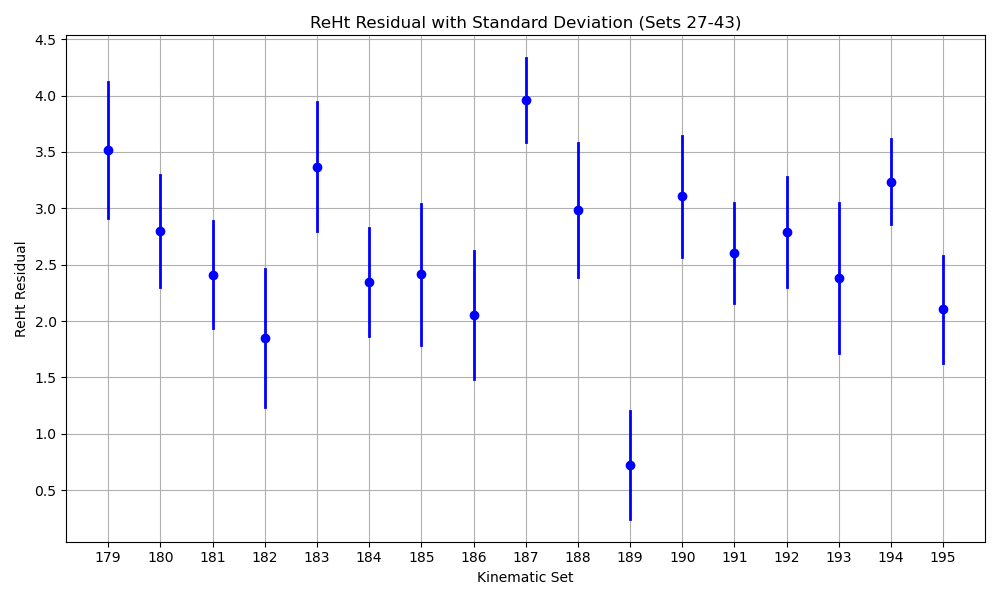 ReHt Residual with Standard Deviation (Sets 27-43)
4.5
4.0
3.5
3.0
2.5
2.0
1.5
1.0
0.5
ReHt Residual
179 180 181 182 183 184 185 186 187 188 189 190 191 192 193 194 195
Kinematic Set